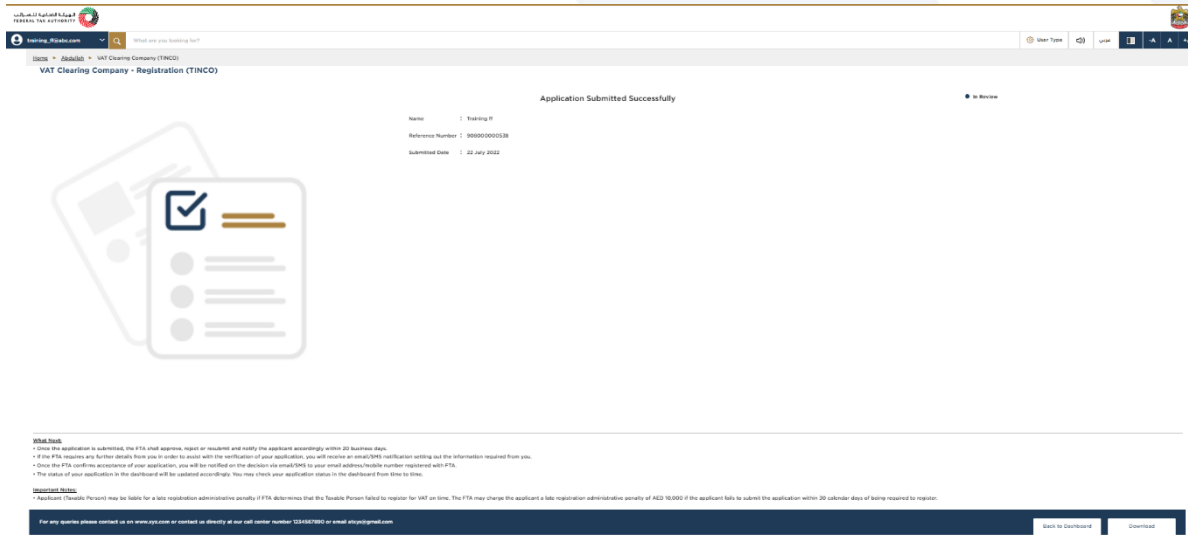 الهيئة الاتحادية للضرائب
FEDERAL TAX AUTHORITY
What are you looking for?
User Type
عربي
-A A
Home > Abdullah > VAT Clearing Company (TINCO)
VAT Clearing Company - Registration (TINCO)
Application Submitted Successfully
In Review
Name : Training ff
Reference Number : 909000000538
Submitted Date : 22 July 2022
What Next:
• Once the application is submitted, the FTA shall approve, reject or resubmit and notify the applicant accordingly within 20 business days.
• If the FTA requires any further details from you in order to assist with the verification of your application, you will receive an email/SMS notification setting out the information required from you.
• Once the FTA confirms acceptance of your application, you will be notified on the decision via email/SMS to your email address/mobile number registered with FTA.
• The status of your application in the dashboard will be updated accordingly. You may check your application status in the dashboard from time to time.
Important Notes:
• Applicant (Taxable Person) may be liable for a late registration administrative penalty if FTA determines that the Taxable Person failed to register for VAT on time. The FTA may charge the applicant a late registration administrative penalty of AED 10,000 if the applicant fails to submit the application within 30 calendar days of being required to register.
For any queries please contact us on www.xys.com or contact us directly at our call center number 1234567890 or email
Back to Dashboard
Download